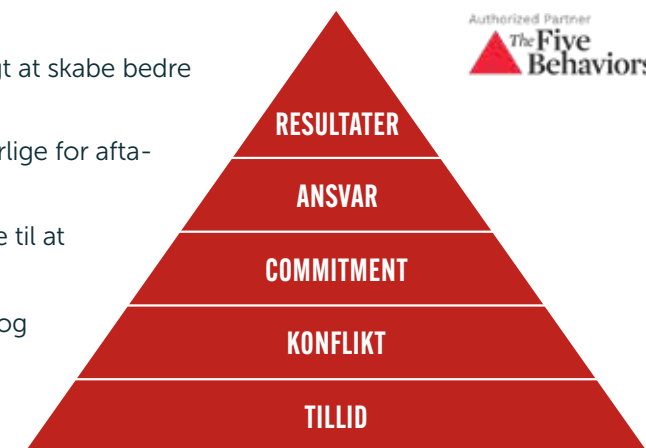 Authorized Partner
The Five
Behaviors
gt at skabe bedre
rlige for afta-
e til at
og
RESULTATER
ANSVAR
COMMITMENT
KONFLIKT
TILLID